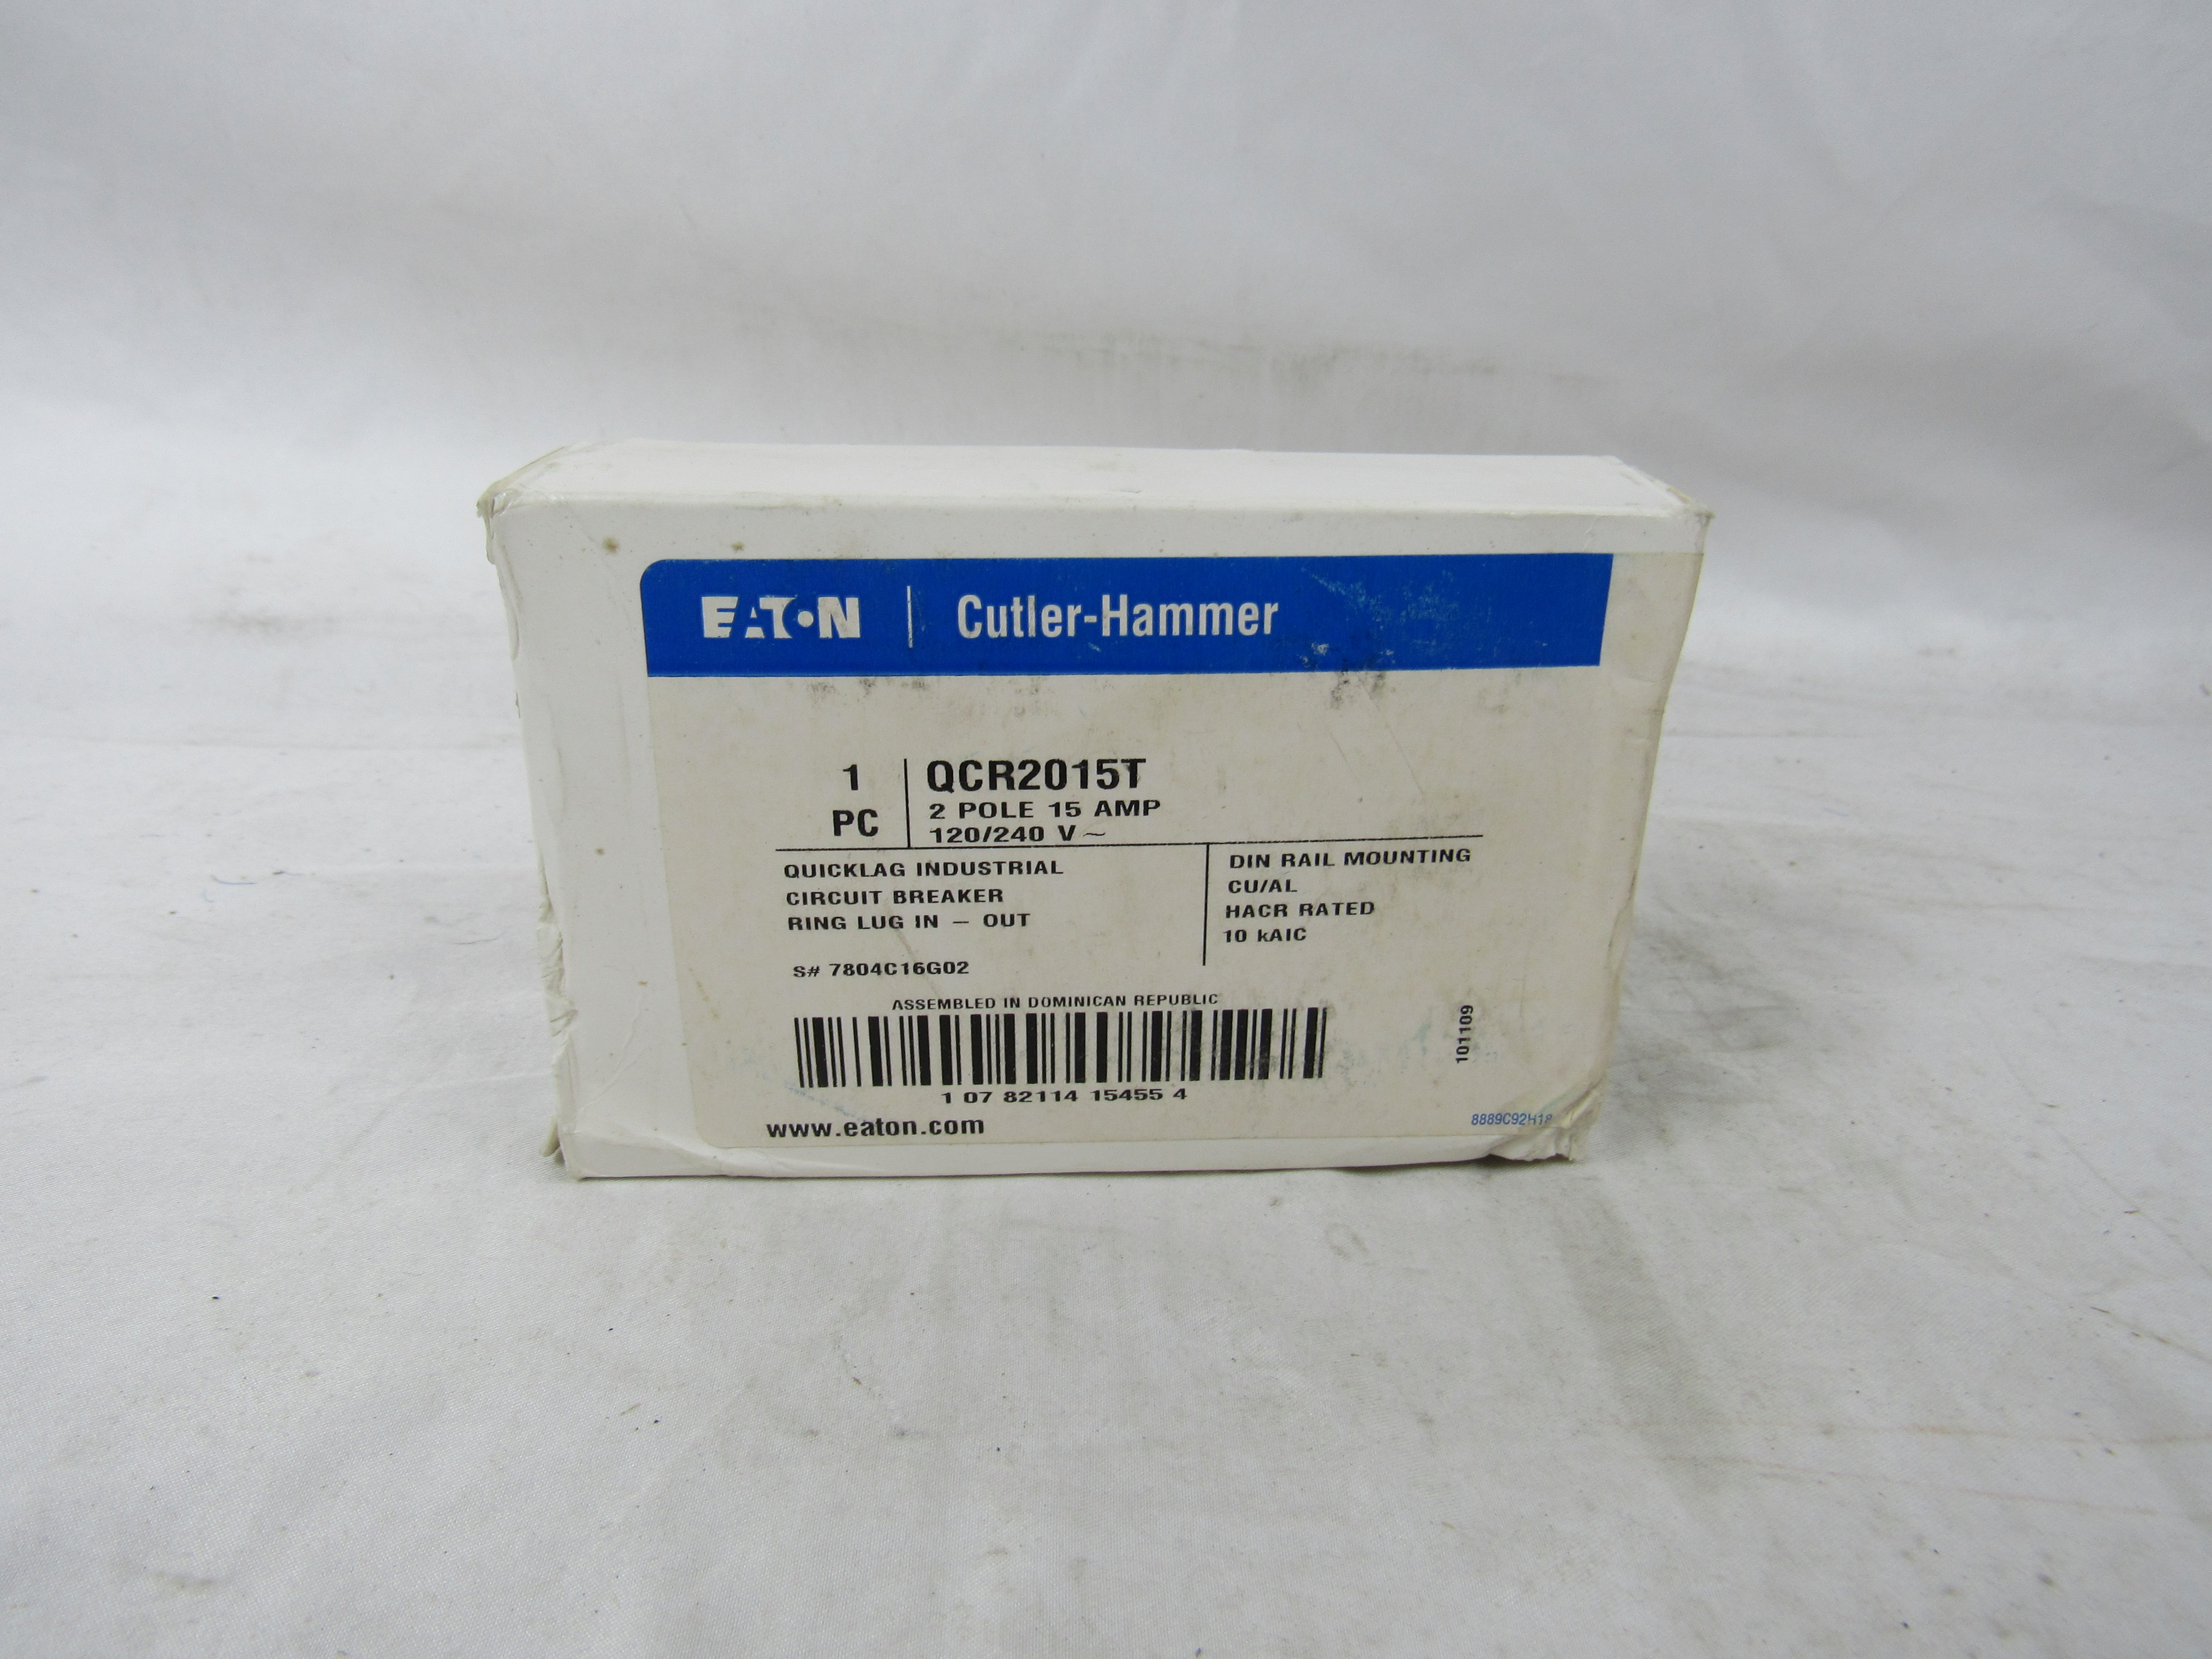 EATON | Cutler-Hammer
1 PC
QCR2015T
2 POLE 15 AMP
120/240 V ~
QUICKLAG INDUSTRIAL
CIRCUIT BREAKER
RING LUG IN – OUT
DIN RAIL MOUNTING
CU/AL
HACR RATED
10 kAIC
S# 7804C16G02
ASSEMBLED IN DOMINICAN REPUBLIC
1 07 82114 15455 4
101109
www.eaton.com
8889C92H18